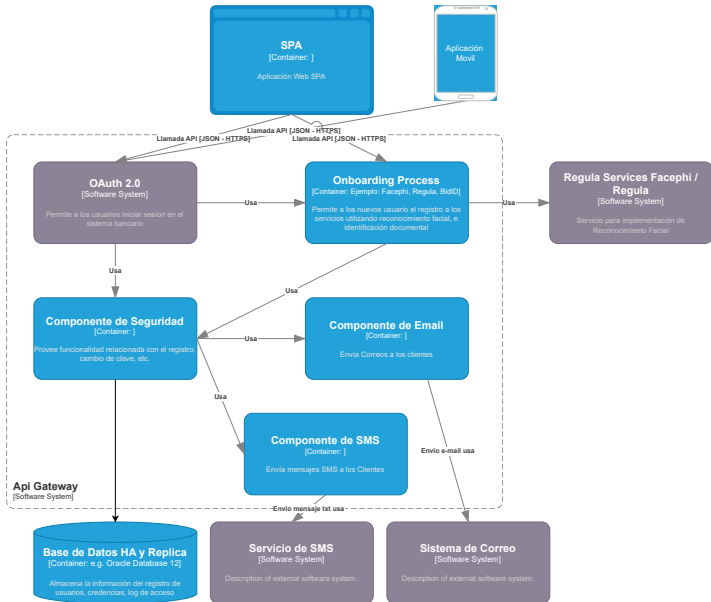 SPA
[Container: ]
Aplicación Web SPA
Aplicación
Movil
Llamada API [JSON - HTTPS]
Llamada API [JSON - HTTPS]
Llamada API [JSON - HTTPS]
OAuth 2.0
[Software System]
Permite a los usuarios iniciar sesion en el
sistema bancario
Usa
Onboarding Process
[Container: Ejemplo: Facephi, Regula, BidID]
Permite a los nuevos usuario el registro a los
servicios utilizando reconocimiento facial, e
identificación documental
Usa
Regula Services Facephi /
Regula
[Software System]
Servicio para implementación de
Reconocimiento Facial
Usa
Usa
Componente de Seguridad
[Container: ]
Provee funcionalidad relacionada con el registro,
cambio de clave, etc.
Usa
Componente de Email
[Container: ]
Envía Correos a los clientes
Usa
Componente de SMS
[Container: ]
Envía mensajes SMS a los Clientes
Envio e-mail usa
Api Gateway
[Software System]
Envio mensaje txt usa
Base de Datos HA y Replica
[Container: e.g. Oracle Database 12]
Almacena la información del registro de
usuarios, credenciales, log de acceso
Servicio de SMS
[Software System]
Description of external software system.
Sistema de Correo
[Software System]
Description of external software system.